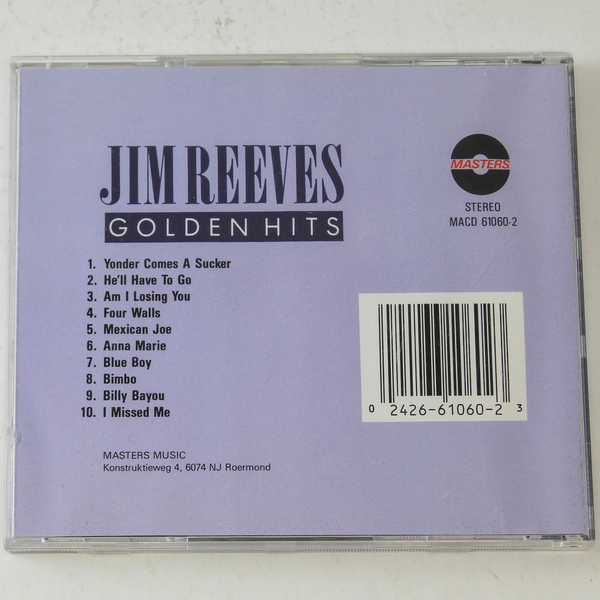 JIM REEVES
GOLDEN HITS
MASTERS
STEREO
MACD 61060-2
1. Yonder Comes A Sucker
2. He'll Have To Go
3. Am I Losing You
4. Four Walls
5. Mexican Joe
6. Anna Marie
7. Blue Boy
8. Bimbo
9. Billy Bayou
10. I Missed Me
0 2426-61060-2 3
MASTERS MUSIC
Konstruktieweg 4, 6074 NJ Roermond